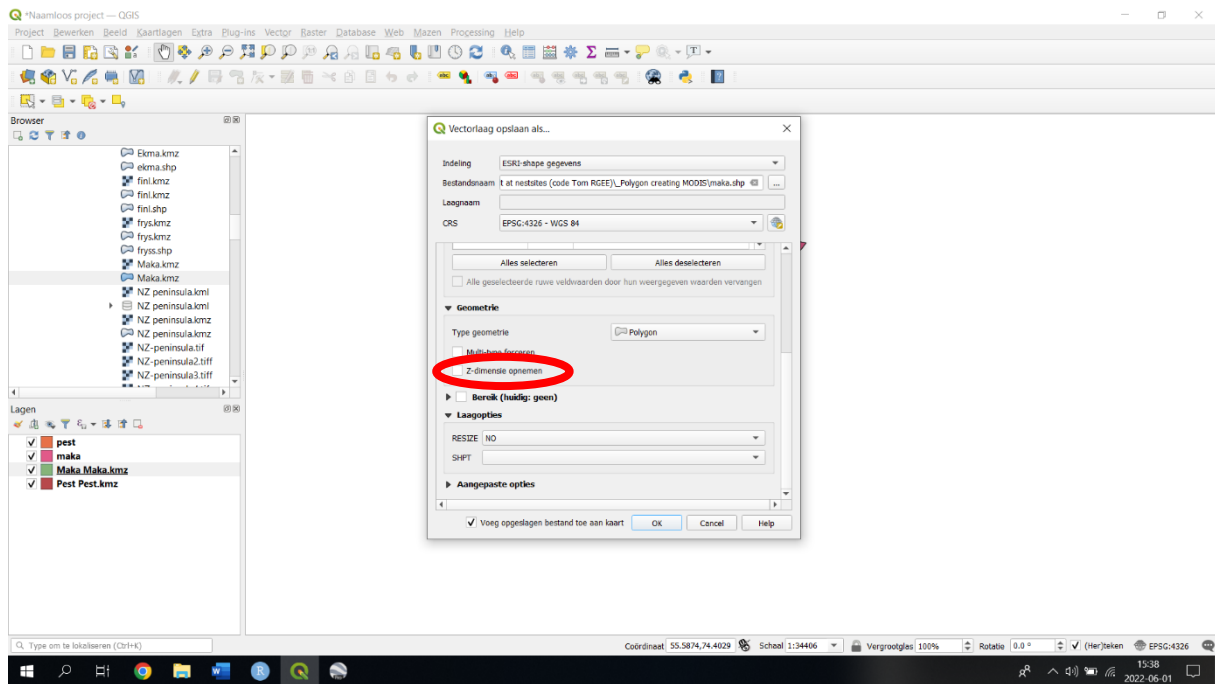 *Naamloos project — QGIS
Project Bewerken Beeld Kaartlagen Extra Plug-ins Vector Raster Database Web Mazen Processing Help
Browser
Ekma.kmz
ekma.shp
finl.kmz
finl.kmz
finl.shp
frys.kmz
frys.kmz
fryss.shp
Maka.kmz
Maka.kmz
NZ peninsula.kml
NZ peninsula.kml
NZ peninsula.kmz
NZ peninsula.kmz
NZ-peninsula.tif
NZ-peninsula2.tiff
NZ-peninsula3.tiff
Lagen
pest
maka
Maka Maka.kmz
Pest Pest.kmz
Vectorlaag opslaan als...
Indeling ESRI-shape gegevens
Bestandsnaam t at nestsites (code Tom RGEE)\_Polygon creating MODIS\maka.shp ...
Laagnaam
CRS EPSG:4326 - WGS 84
Alles selecteren Alles deselecteren
Alle geselecteerde ruwe veldwaarden door hun weergegeven waarden vervangen
Geometrie
Type geometrie Polygon
Multi-type forceren
Z-dimensie opnemen
Bereik (huidig: geen)
Laagopties
RESIZE NO
SHPT
Aangepaste opties
Voeg opgeslagen bestand toe aan kaart OK Cancel Help
Type om te lokaliseren (Ctrl+K) Coördinaat 55.5874,74.4029 Schaal 1:34406 Vergrootglas 100% Rotatie 0.0 ° (Her)teken EPSG:4326
15:38
2022-06-01